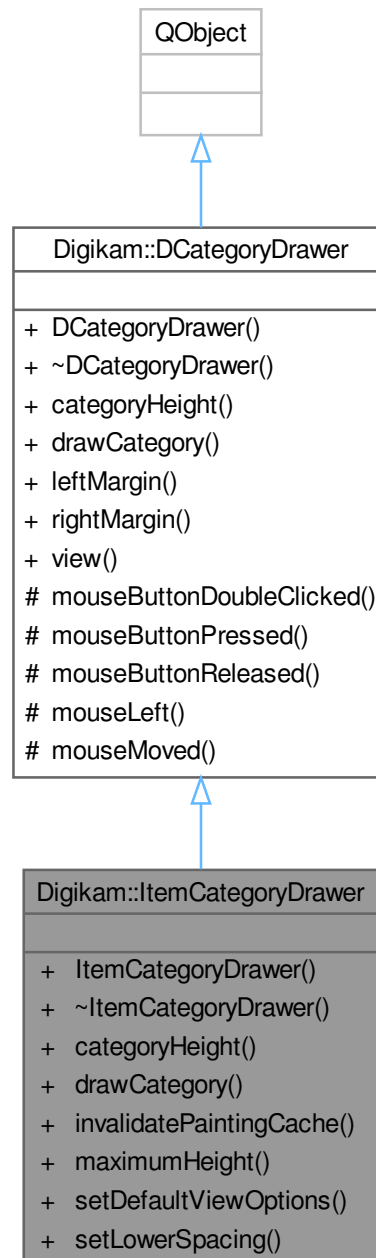 QObject
Digikam::DCategoryDrawer
+ DCategoryDrawer()
+ ~DCategoryDrawer()
+ categoryHeight()
+ drawCategory()
+ leftMargin()
+ rightMargin()
+ view()
# mouseButtonDoubleClicked()
# mouseButtonPressed()
# mouseButtonReleased()
# mouseLeft()
# mouseMoved()
Digikam::ItemCategoryDrawer
+ ItemCategoryDrawer()
+ ~ItemCategoryDrawer()
+ categoryHeight()
+ drawCategory()
+ invalidatePaintingCache()
+ maximumHeight()
+ setDefaultViewOptions()
+ setLowerSpacing()